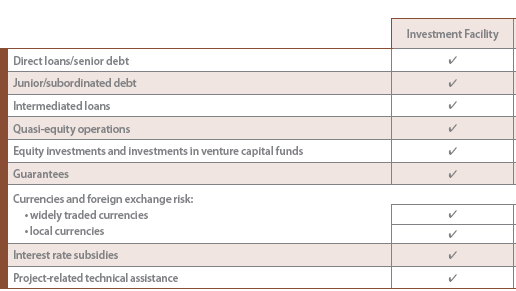 Investment Facility
Direct loans/senior debt ✓
Junior/subordinated debt ✓
Intermediated loans ✓
Quasi-equity operations ✓
Equity investments and investments in venture capital funds ✓
Guarantees ✓
Currencies and foreign exchange risk:
• widely traded currencies ✓
• local currencies ✓
Interest rate subsidies ✓
Project-related technical assistance ✓